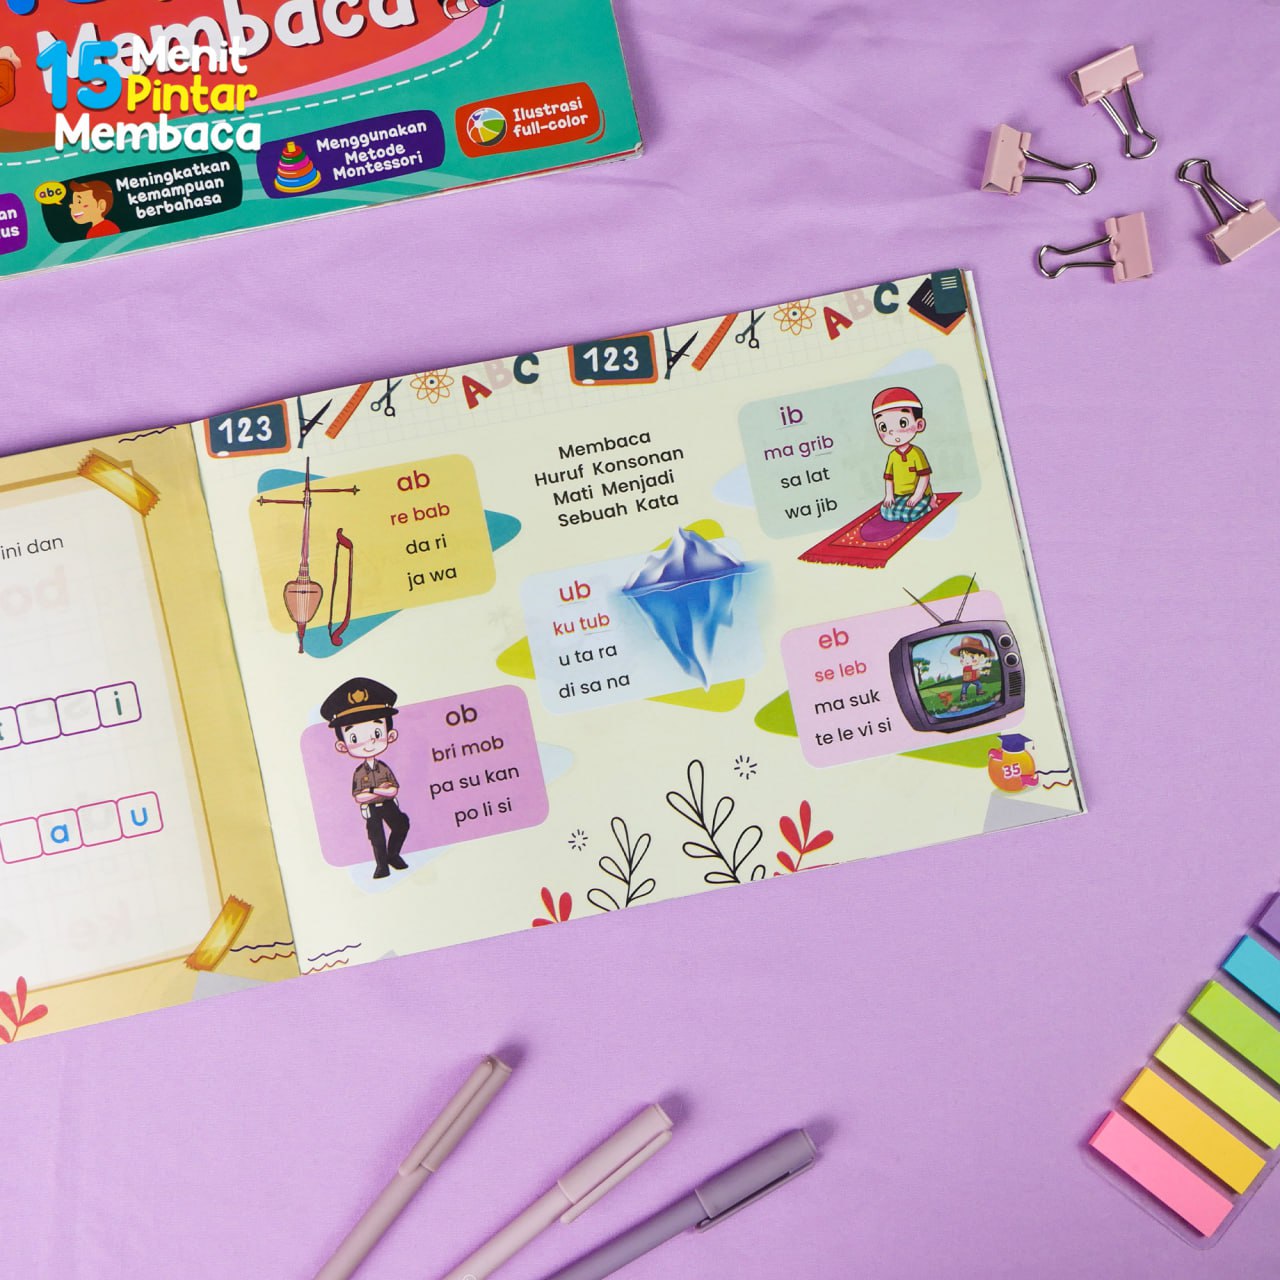 Membaca
15 Menit
Pintar
Membaca
an
us
abc
Meningkatkan
kemampuan
berbahasa
Menggunakan
Metode
Montessori
Ilustrasi
full-color
ini dan
i
a u
123 ABC 123 ABC
Membaca
Huruf Konsonan
Mati Menjadi
Sebuah Kata
ab
re bab
da ri
ja wa
ub
ku tub
u ta ra
di sa na
ib
ma grib
sa lat
wa jib
ob
bri mob
pa su kan
po li si
eb
se leb
ma suk
te le vi si
35